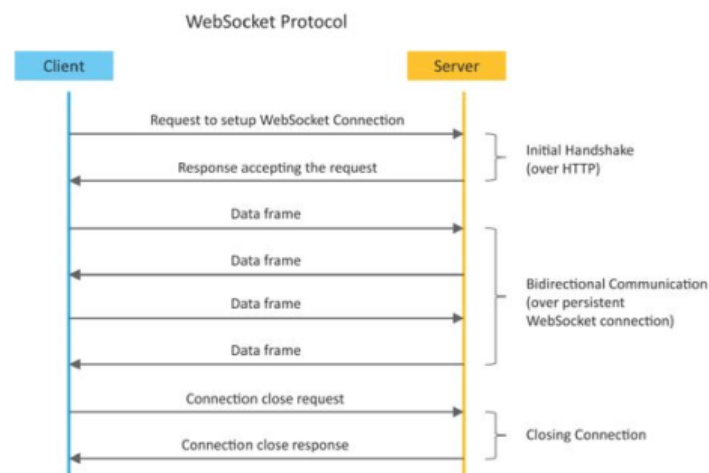 WebSocket Protocol
Client
Server
Request to setup WebSocket Connection
Response accepting the request
Initial Handshake
(over HTTP)
Data frame
Data frame
Data frame
Data frame
Bidirectional Communication
(over persistent
WebSocket connection)
Connection close request
Connection close response
Closing Connection